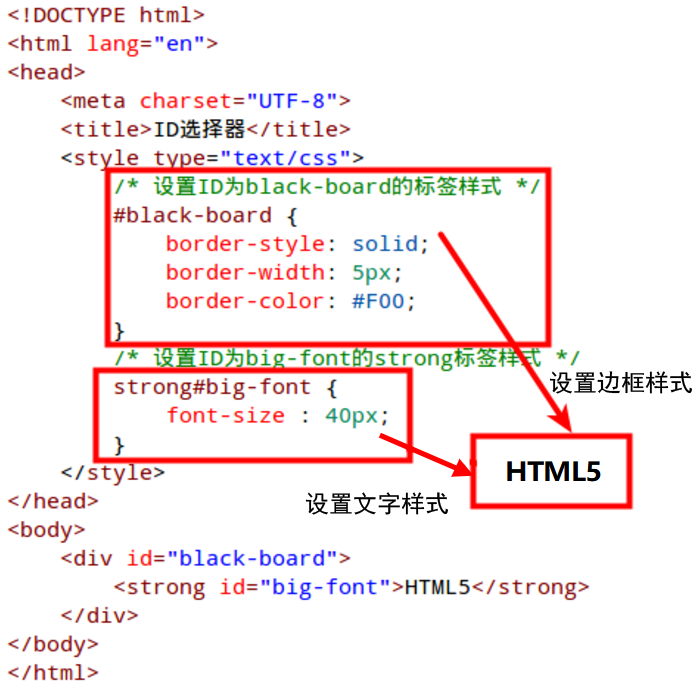 <!DOCTYPE html>
<html lang="en">
<head>
    <meta charset="UTF-8">
    <title>ID选择器</title>
    <style type="text/css">
        /* 设置ID为black-board的标签样式 */
        #black-board {
            border-style: solid;
            border-width: 5px;
            border-color: #F00;
        }
        /* 设置ID为big-font的strong标签样式 */
        strong#big-font {
            font-size : 40px;
        }
    </style>
</head>
<body>
    <div id="black-board">
        <strong id="big-font">HTML5</strong>
    </div>
</body>
</html>
设置边框样式
HTML5
设置文字样式